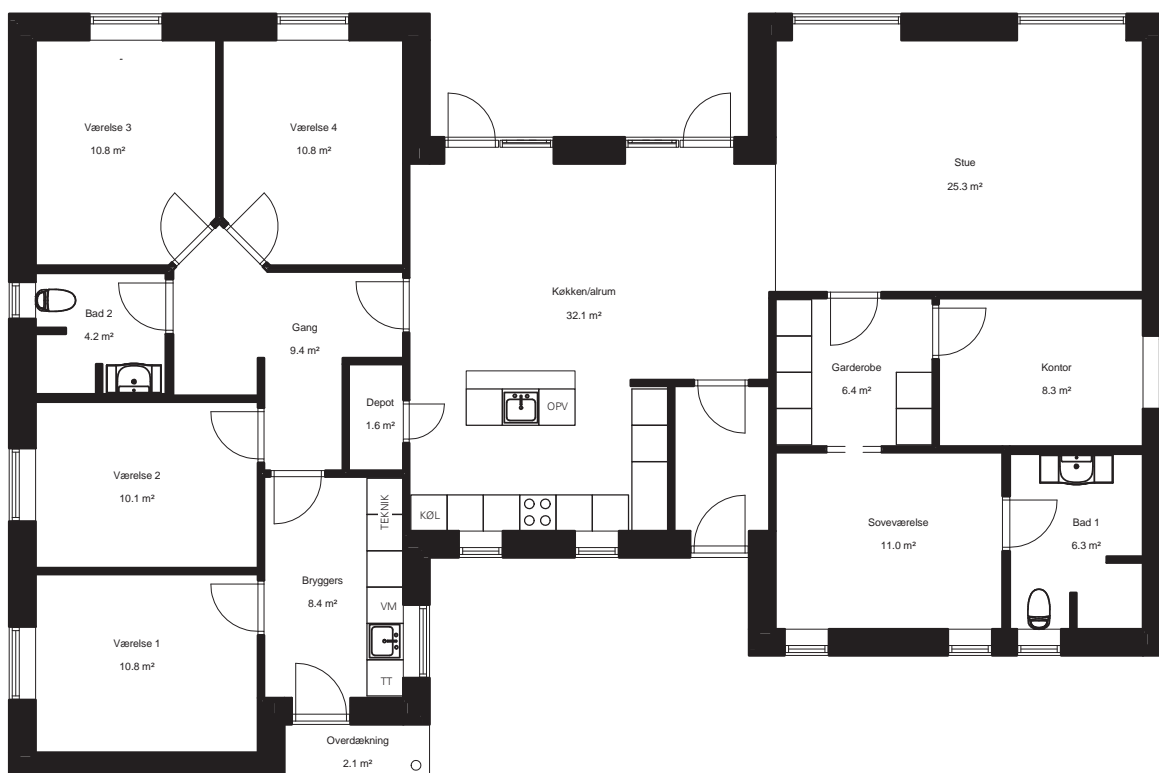 Værelse 3
10.8 m²
Værelse 4
10.8 m²
Stue
25.3 m²
Bad 2
4.2 m²
Gang
9.4 m²
Køkken/alrum
32.1 m²
Garderobe
6.4 m²
Kontor
8.3 m²
Depot
1.6 m²
OPV
Værelse 2
10.1 m²
TEKNIK
KØL
Soveværelse
11.0 m²
Bad 1
6.3 m²
Bryggers
8.4 m²
VM
Værelse 1
10.8 m²
TT
Overdækning
2.1 m²